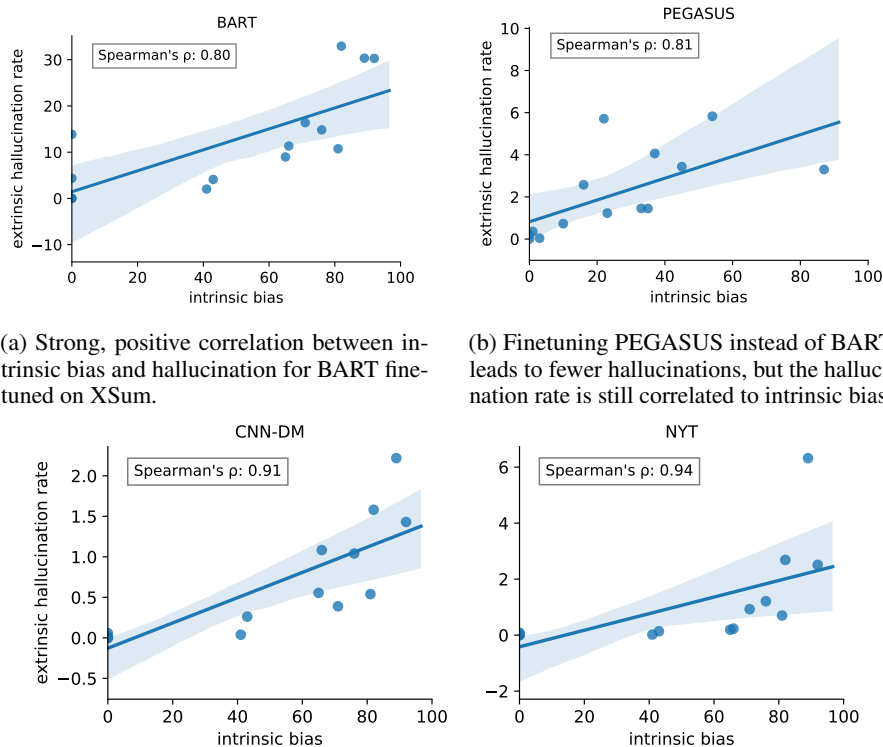 BART
Spearman's ρ: 0.80
extrinsic hallucination rate
30
20
10
0
−10
0 20 40 60 80 100
intrinsic bias
PEGASUS
Spearman's ρ: 0.81
extrinsic hallucination rate
10
8
6
4
2
0
0 20 40 60 80 100
intrinsic bias
(a) Strong, positive correlation between in-
trinsic bias and hallucination for BART fine-
tuned on XSum.
(b) Finetuning PEGASUS instead of BART
leads to fewer hallucinations, but the halluci
nation rate is still correlated to intrinsic bias
CNN-DM
Spearman's ρ: 0.91
extrinsic hallucination rate
2.0
1.5
1.0
0.5
0.0
−0.5
0 20 40 60 80 100
intrinsic bias
NYT
Spearman's ρ: 0.94
6
4
2
0
−2
0 20 40 60 80 100
intrinsic bias